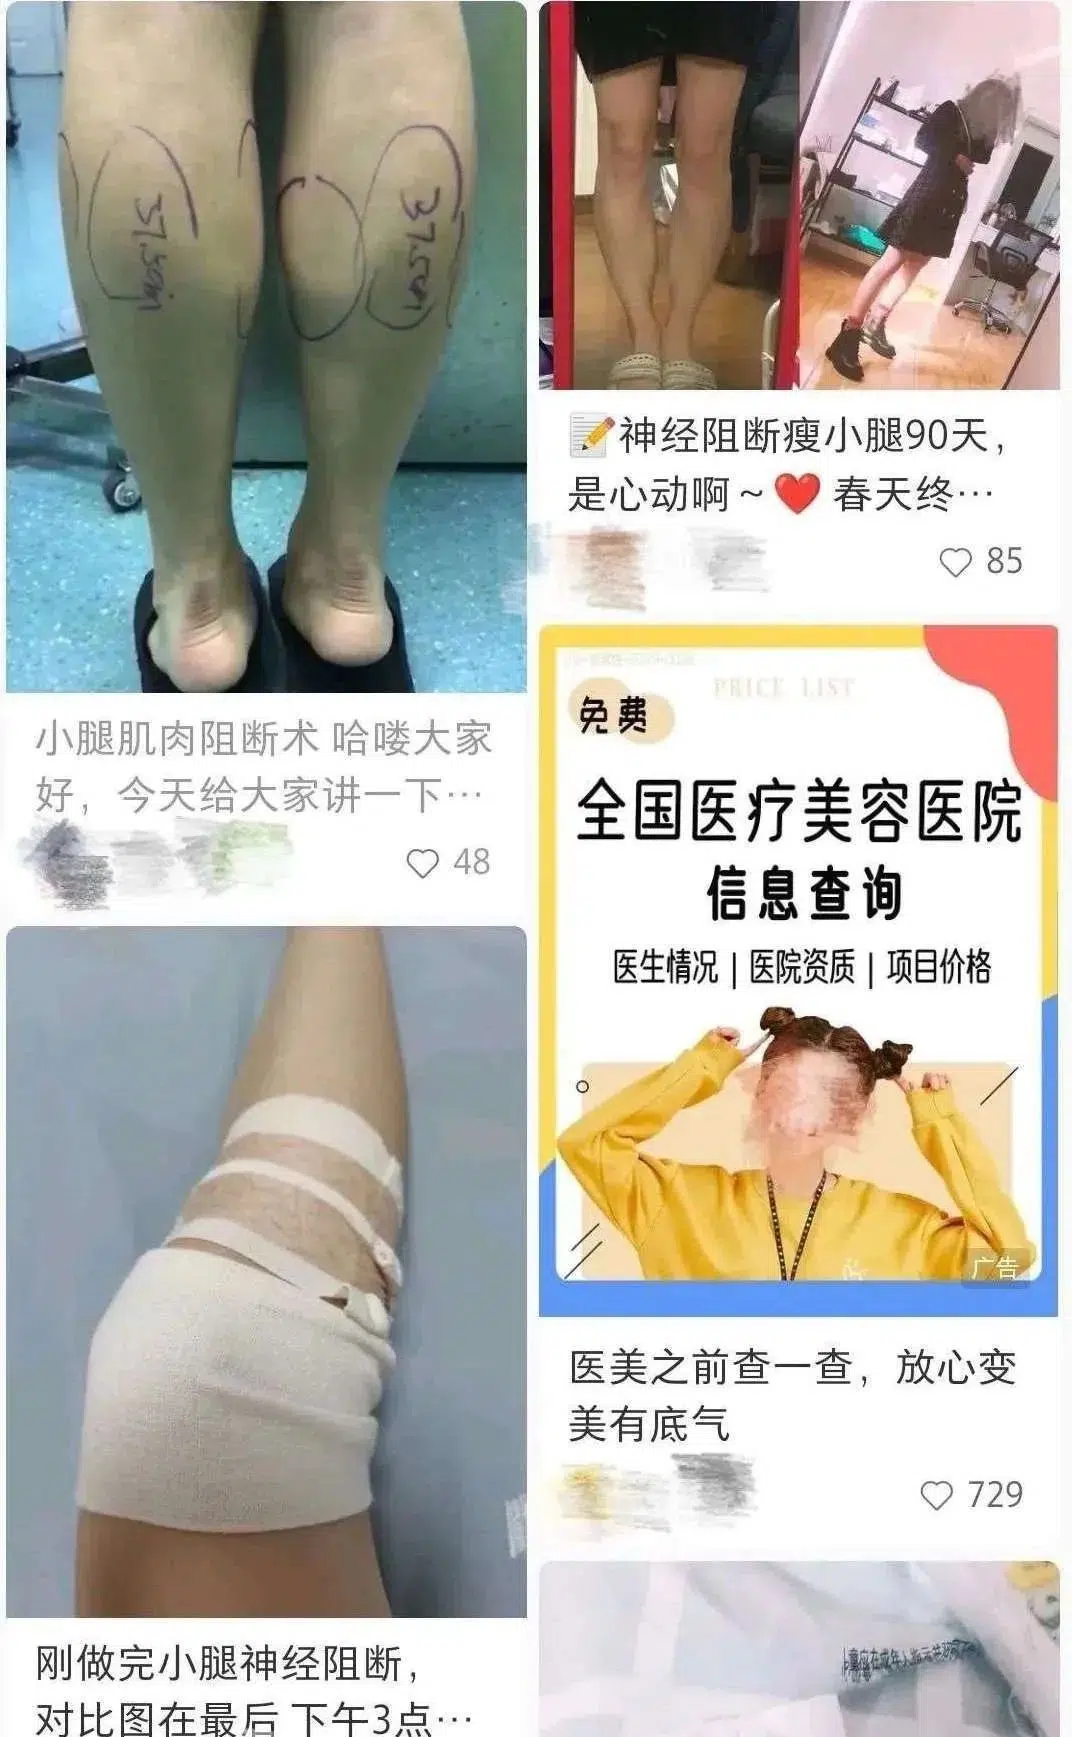 37.5cm
37.5cm
小腿肌肉阻断术 哈喽大家
好，今天给大家讲一下…
48
刚做完小腿神经阻断，
对比图在最后 下午3点…
📝神经阻断瘦小腿90天，
是心动啊～❤️ 春天终…
85
PRICE LIST
免费
全国医疗美容医院
信息查询
医生情况 | 医院资质 | 项目价格
广告
医美之前查一查，放心变
美有底气
729